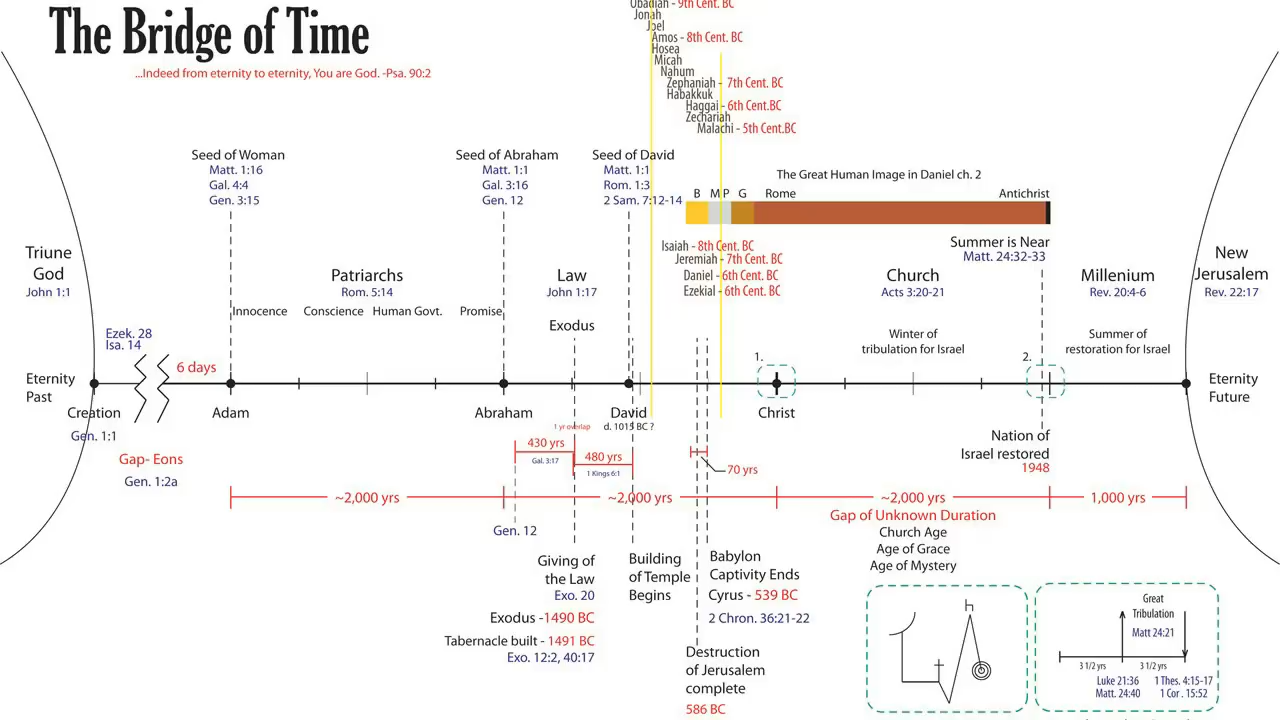 The Bridge of Time
...Indeed from eternity to eternity, You are God. -Psa. 90:2
Obadiah - 9th Cent. BC
Jonah
Joel
Amos - 8th Cent. BC
Hosea
Micah
Nahum
Zephaniah - 7th Cent. BC
Habakkuk
Haggai - 6th Cent.BC
Zechariah
Malachi - 5th Cent.BC
Seed of Woman
Matt. 1:16
Gal. 4:4
Gen. 3:15
Seed of Abraham
Matt. 1:1
Gal. 3:16
Gen. 12
Seed of David
Matt. 1:1
Rom. 1:3
2 Sam. 7:12-14
The Great Human Image in Daniel ch. 2
B M P G Rome Antichrist
Isaiah - 8th Cent. BC
Jeremiah - 7th Cent. BC
Daniel - 6th Cent. BC
Ezekial - 6th Cent. BC
Summer is Near
Matt. 24:32-33
Triune
God
John 1:1
Patriarchs
Rom. 5:14
Law
John 1:17
Church
Acts 3:20-21
Millenium
Rev. 20:4-6
New
Jerusalem
Rev. 22:17
Innocence Conscience Human Govt. Promise
Exodus
Ezek. 28
Isa. 14
6 days
Winter of
tribulation for Israel
Summer of
restoration for Israel
1.
2.
Eternity
Past
Eternity
Future
Creation
Gen. 1:1
Adam
Abraham
David
d. 1015 BC ?
Christ
1 yr overlap
430 yrs
Gal. 3:17
480 yrs
1 Kings 6:1
70 yrs
Nation of
Israel restored
1948
Gap- Eons
Gen. 1:2a
~2,000 yrs
~2,000 yrs
~2,000 yrs
1,000 yrs
Gap of Unknown Duration
Church Age
Age of Grace
Age of Mystery
Gen. 12
Giving of
the Law
Exo. 20
Exodus -1490 BC
Tabernacle built - 1491 BC
Exo. 12:2, 40:17
Building
of Temple
Begins
Babylon
Captivity Ends
Cyrus - 539 BC
2 Chron. 36:21-22
Destruction
of Jerusalem
complete
586 BC
Great
Tribulation
Matt 24:21
3 1/2 yrs 3 1/2 yrs
Luke 21:36
Matt. 24:40
1 Thes. 4:15-17
1 Cor . 15:52